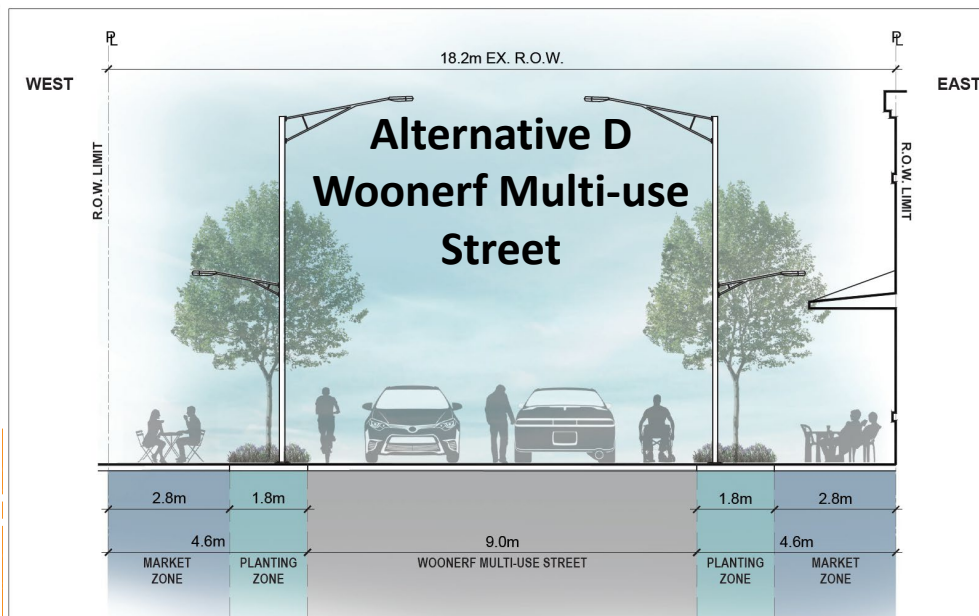 PL
PL
18.2m EX. R.O.W.
WEST
EAST
R.O.W. LIMIT
R.O.W. LIMIT
Alternative D
Woonerf Multi-use
Street
2.8m
1.8m
1.8m
2.8m
4.6m
9.0m
4.6m
MARKET
ZONE
PLANTING
ZONE
WOONERF MULTI-USE STREET
PLANTING
ZONE
MARKET
ZONE